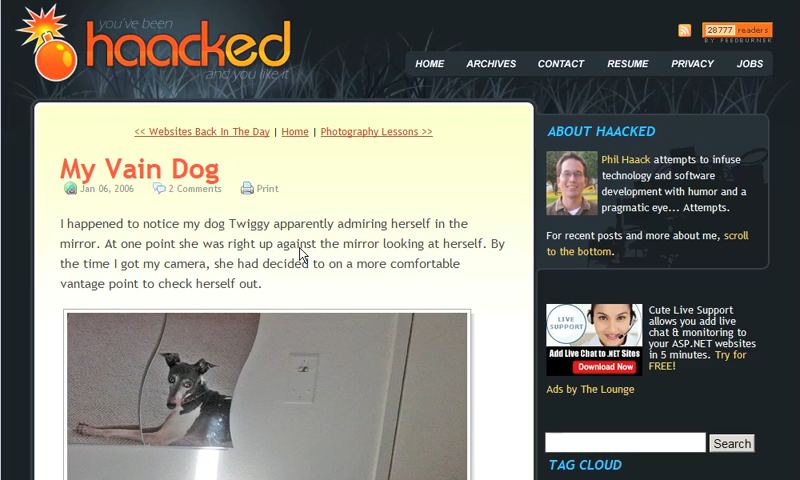 you've been
haacked
and you like it
28777 readers
BY FEEDBURNER
HOME ARCHIVES CONTACT RESUME PRIVACY JOBS
<< Websites Back In The Day | Home | Photography Lessons >>
My Vain Dog
Jan 06, 2006 2 Comments Print
I happened to notice my dog Twiggy apparently admiring herself in the
mirror. At one point she was right up against the mirror looking at herself. By
the time I got my camera, she had decided to on a more comfortable
vantage point to check herself out.
ABOUT HAACKED
Phil Haack attempts to infuse
technology and software
development with humor and a
pragmatic eye... Attempts.
For recent posts and more about me, scroll
to the bottom.
LIVE
SUPPORT
Add Live Chat to .NET Sites
Download Now
Cute Live Support
allows you add live
chat & monitoring to
your ASP.NET websites
in 5 minutes. Try for
FREE!
Ads by The Lounge
Search
TAG CLOUD